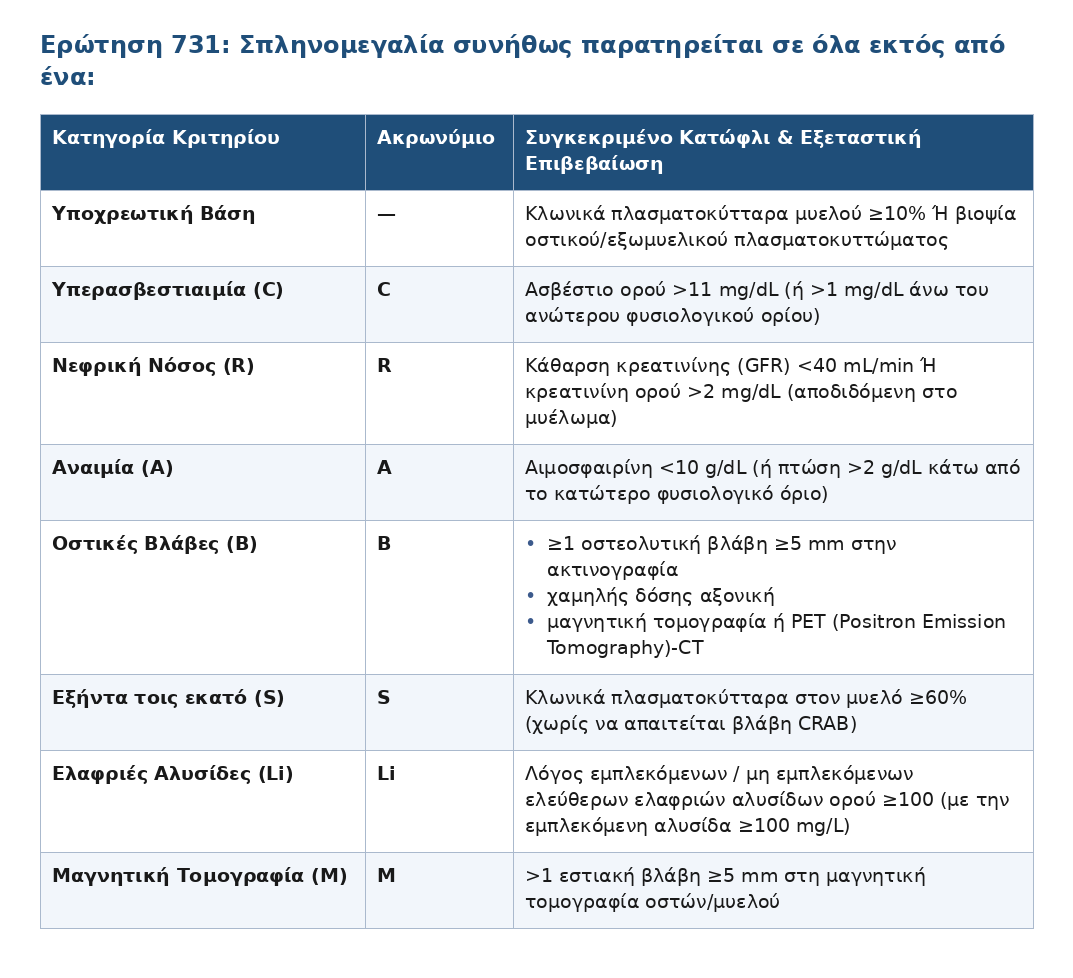 Ερώτηση 731: Σπληνομεγαλία συνήθως παρατηρείται σε όλα εκτός από
ένα:
Κατηγορία Κριτηρίου
Ακρωνύμιο
Συγκεκριμένο Κατώφλι & Εξεταστική
Επιβεβαίωση
Υποχρεωτική Βάση
—
Κλωνικά πλασματοκύτταρα μυελού ≥10% Ή βιοψία
οστικού/εξωμυελικού πλασματοκυττώματος
Υπερασβεστιαιμία (C)
C
Ασβέστιο ορού >11 mg/dL (ή >1 mg/dL άνω του
ανώτερου φυσιολογικού ορίου)
Νεφρική Νόσος (R)
R
Κάθαρση κρεατινίνης (GFR) <40 mL/min Ή
κρεατινίνη ορού >2 mg/dL (αποδιδόμενη στο
μυέλωμα)
Αναιμία (A)
A
Αιμοσφαιρίνη <10 g/dL (ή πτώση >2 g/dL κάτω από
το κατώτερο φυσιολογικό όριο)
Οστικές Βλάβες (B)
B
• ≥1 οστεολυτική βλάβη ≥5 mm στην
ακτινογραφία
• χαμηλής δόσης αξονική
• μαγνητική τομογραφία ή PET (Positron Emission
Tomography)-CT
Εξήντα τοις εκατό (S)
S
Κλωνικά πλασματοκύτταρα στον μυελό ≥60%
(χωρίς να απαιτείται βλάβη CRAB)
Ελαφριές Αλυσίδες (Li)
Li
Λόγος εμπλεκόμενων / μη εμπλεκόμενων
ελεύθερων ελαφριών αλυσίδων ορού ≥100 (με την
εμπλεκόμενη αλυσίδα ≥100 mg/L)
Μαγνητική Τομογραφία (M)
M
>1 εστιακή βλάβη ≥5 mm στη μαγνητική
τομογραφία οστών/μυελού